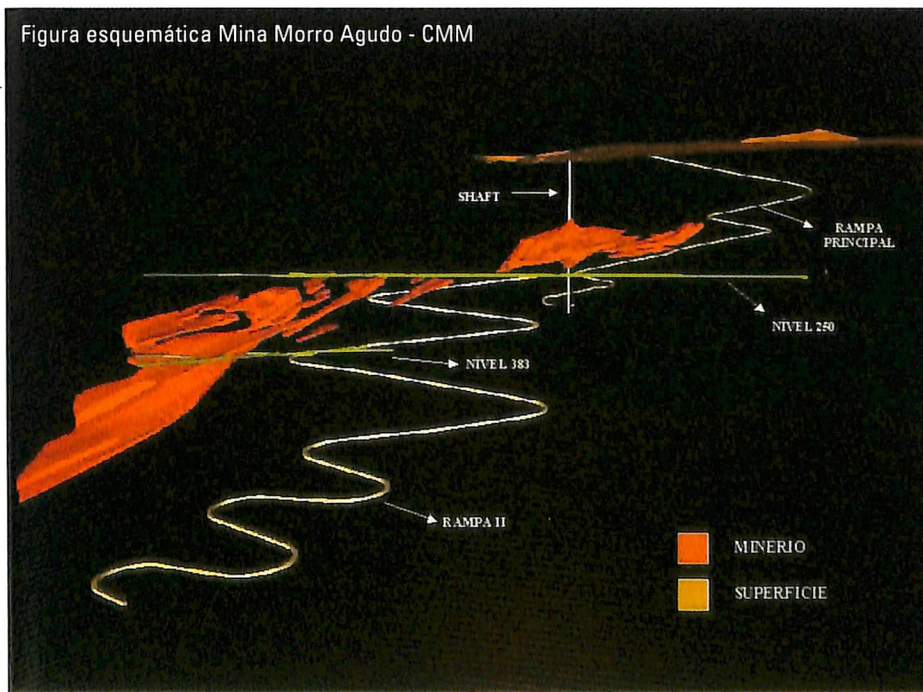 Figura esquemática Mina Morro Agudo - CMM
SHAFT
RAMPA
PRINCIPAL
NIVEL 250
NIVEL 383
RAMPA II
MINERIO
SUPERFICIE